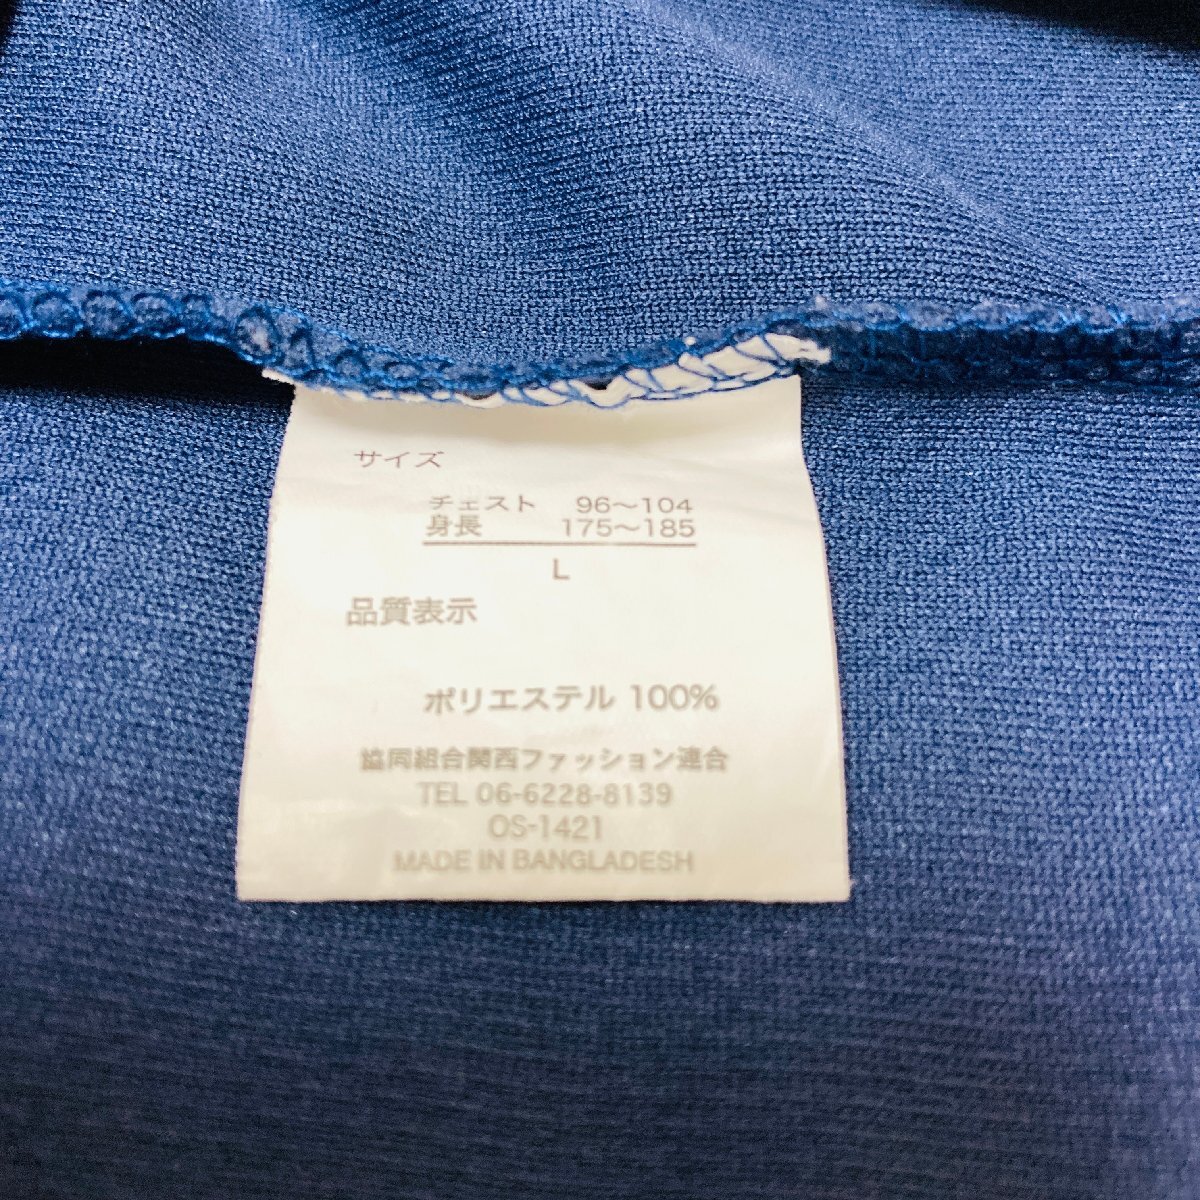 サイズ
チェスト 96〜104
身長 175〜185
L
品質表示
ポリエステル 100%
協同組合関西ファッション連合
TEL 06-6228-8139
OS-1421
MADE IN BANGLADESH